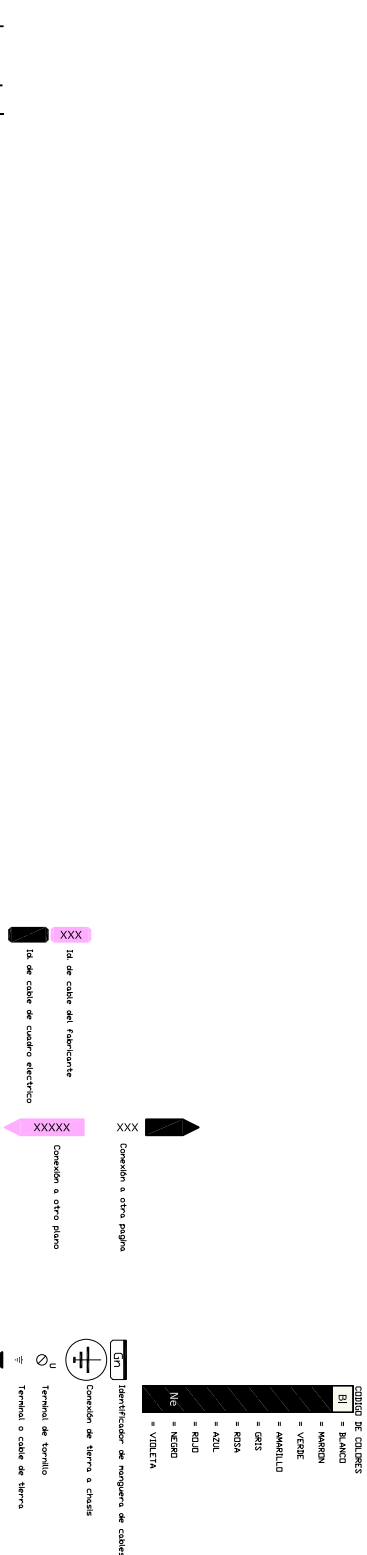 XXX
Id. de cable del fabricante
Id. de cable de cuadro electrico
XXX
Conexión a otra pagina
XXXXX
Conexión a otro plano
CODIGO DE COLORES
Bl = BLANCO
= MARRON
= VERDE
= AMARILLO
= GRIS
= ROSA
= AZUL
= ROJO
Ne = NEGRO
= VIOLETA
Gn Identificador de manguera de cables
Conexión de tierra a chasis
U Terminal de tornillo
Terminal o cable de tierra